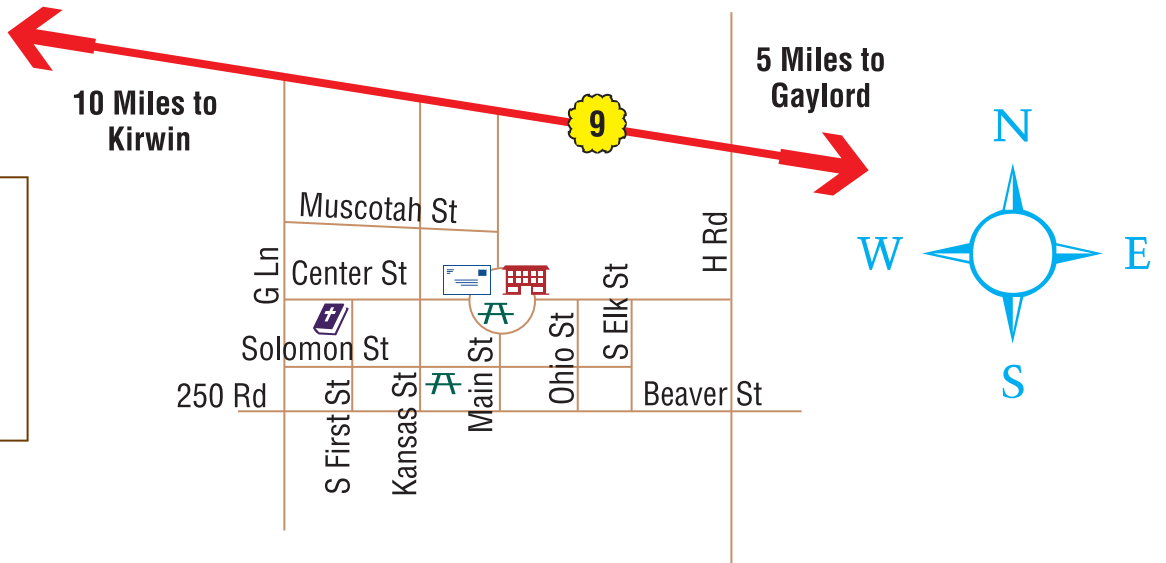 10 Miles to
Kirwin
9
5 Miles to
Gaylord
N
W
E
S
Muscotah St
G Ln
Center St
H Rd
S Elk St
Solomon St
Main St
Ohio St
250 Rd
S First St
Kansas St
Beaver St